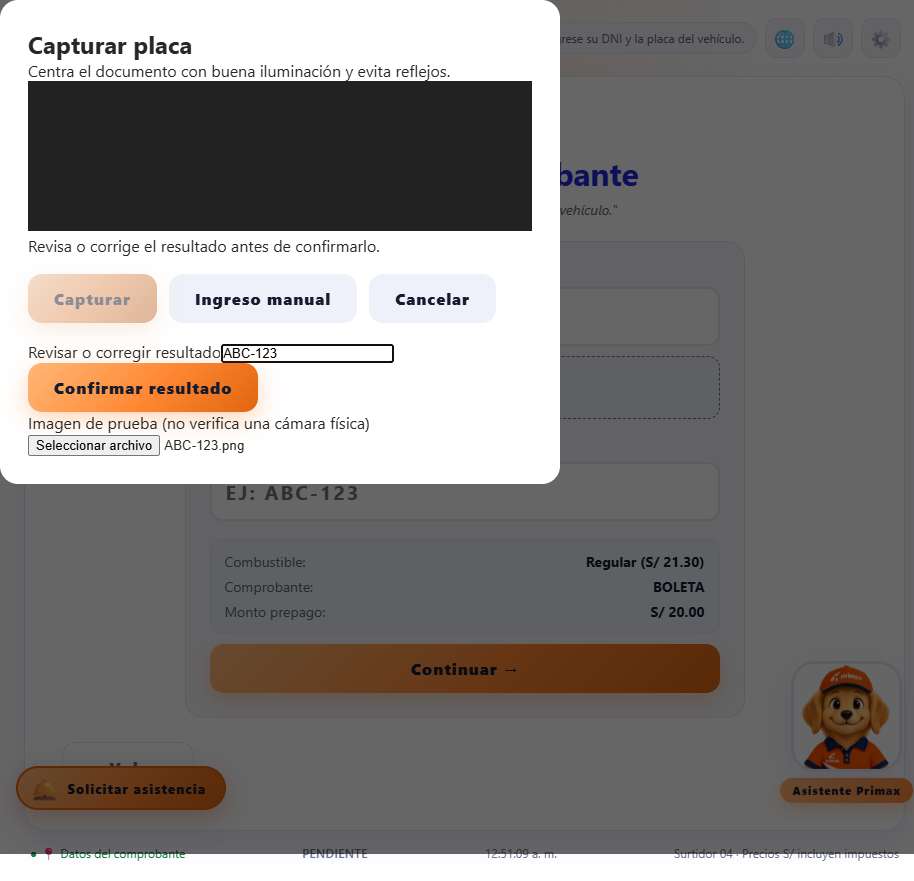 Capturar placa
Centra el documento con buena iluminación y evita reflejos.
Revisa o corrige el resultado antes de confirmarlo.
Capturar
Ingreso manual
Cancelar
Revisar o corregir resultado ABC-123
Confirmar resultado
Imagen de prueba (no verifica una cámara física)
Seleccionar archivo ABC-123.png
su DNI y la placa del vehículo.
vehículo."
EJ: ABC-123
Combustible: Regular (S/ 21.30)
Comprobante: BOLETA
Monto prepago: S/ 20.00
Continuar →
primax
Solicitar asistencia
Asistente Primax
Datos del comprobante PENDIENTE 12:51:09 a. m. Surtidor 04 · Precios S/ incluyen impuestos